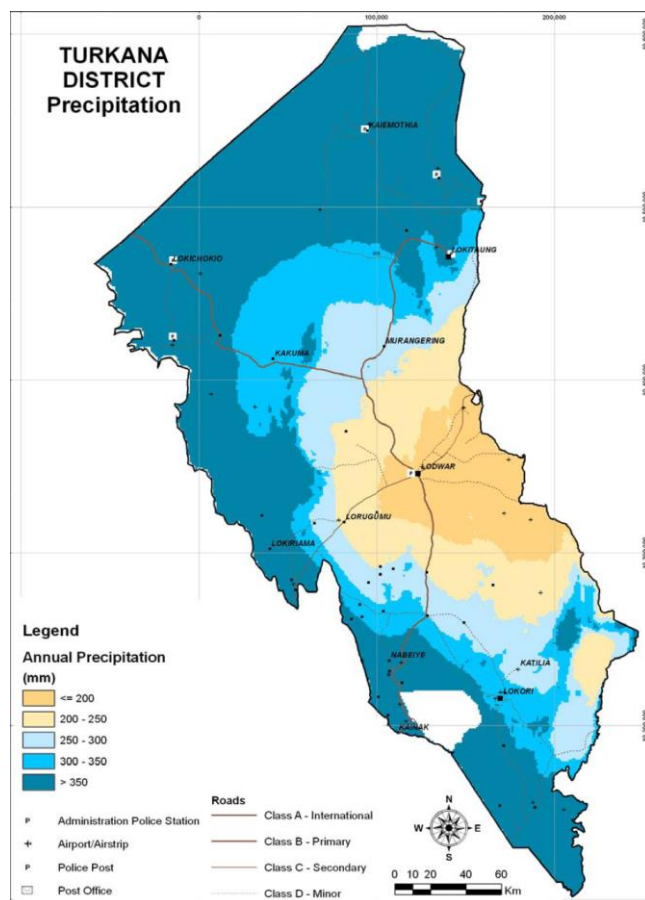 TURKANA
DISTRICT
Precipitation
0
100,000
200,000
KAIEMOTHIA
LOKITAUNG
LOKICHOKIO
MURANGERING
KAKUMA
LODWAR
LORUGUMU
LOKIRIAMA
NABEIYE
KATILIA
LOKORI
KAINAK
Legend
Annual Precipitation
(mm)
<= 200
200 - 250
250 - 300
300 - 350
> 350
P Administration Police Station
Airport/Airstrip
P Police Post
Post Office
Roads
Class A - International
Class B - Primary
Class C - Secondary
Class D - Minor
N
W E
S
0 10 20 40 60
Km